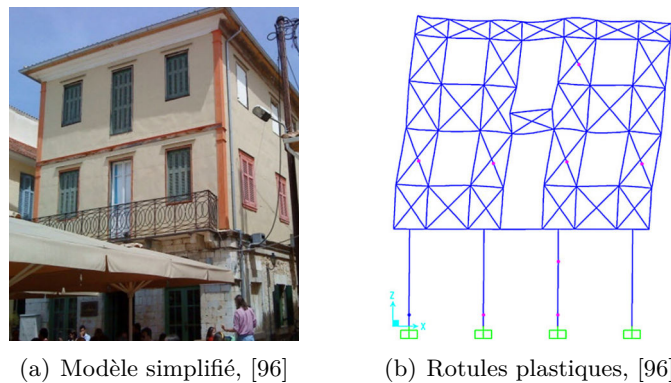 Z
X
(a) Modèle simplifié, [96]
(b) Rotules plastiques, [96]